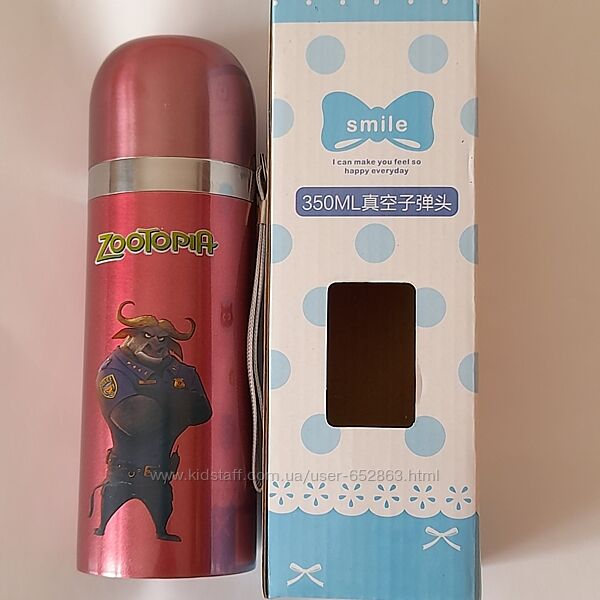 ZOOTOPIA
smile
I can make you feel so
happy everyday
350ML真空子弹头
www.kidstaff.com.ua/user-652863.html